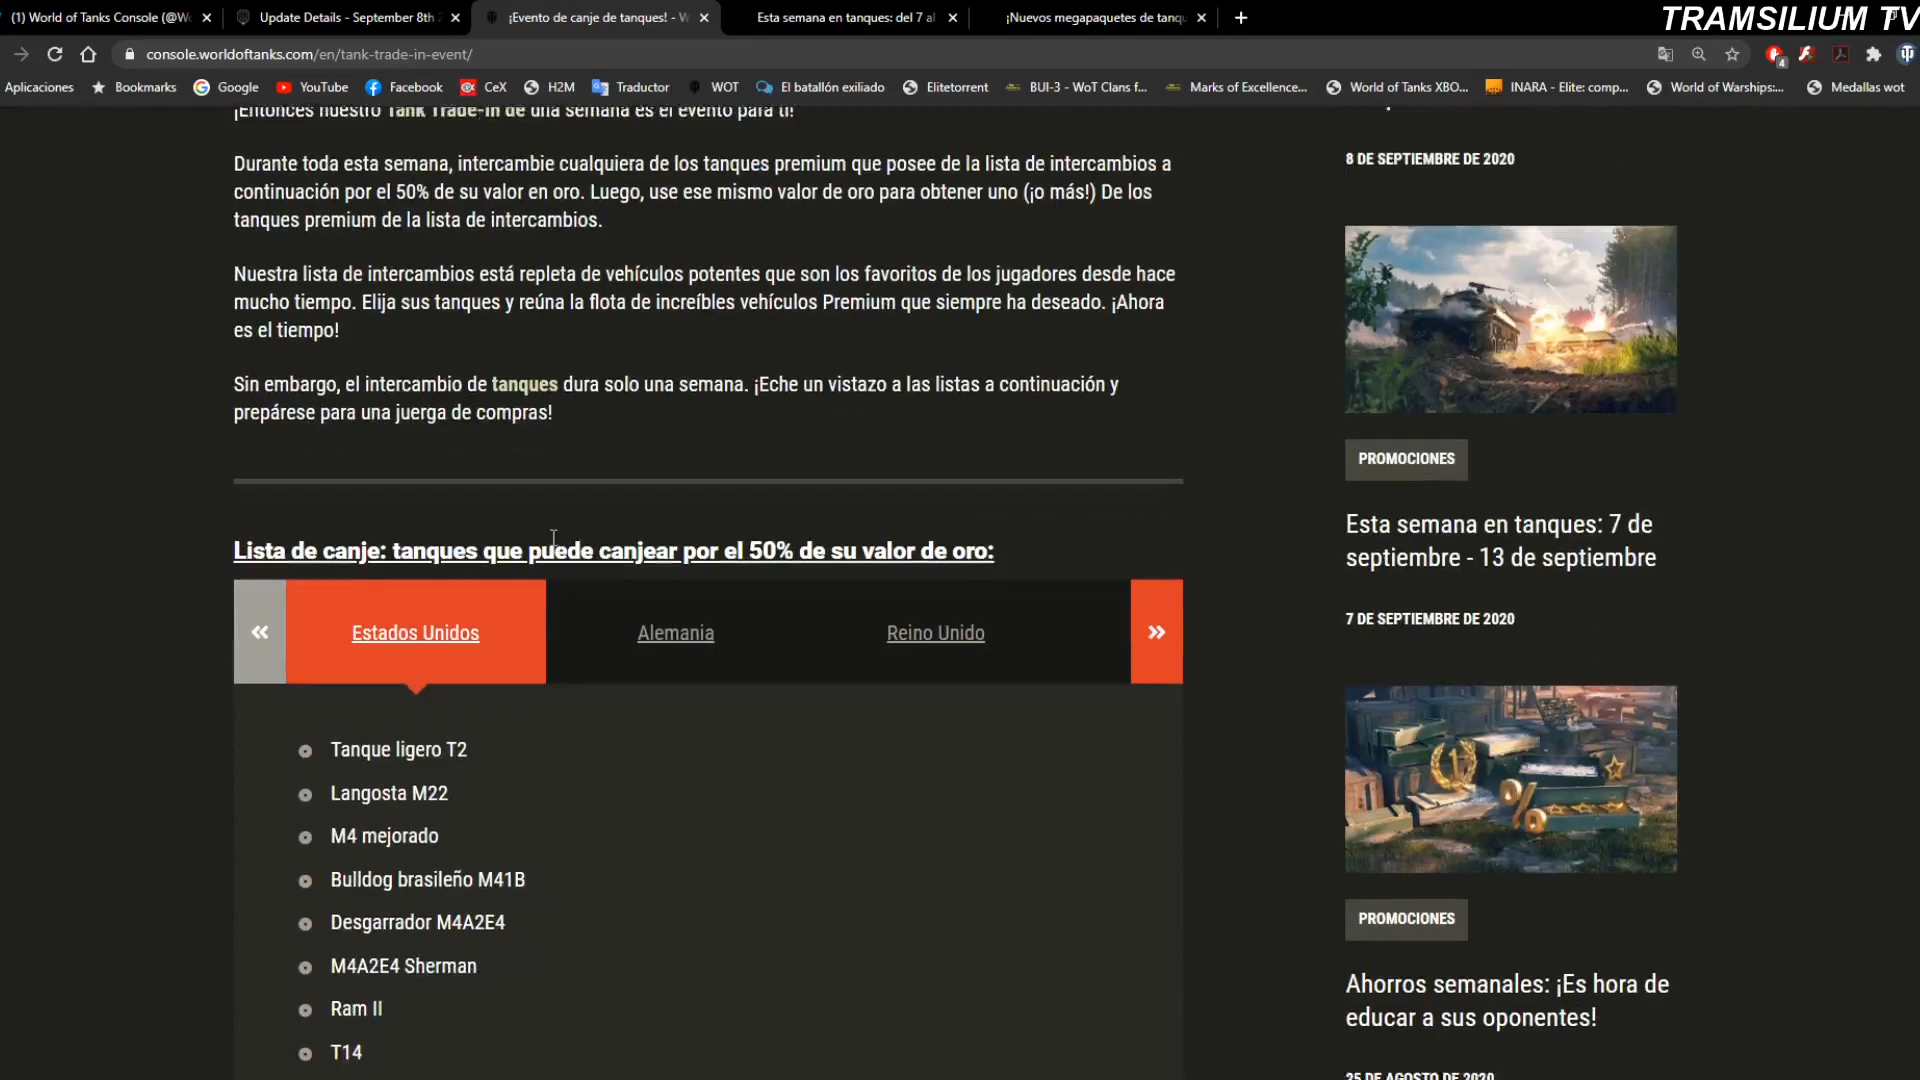 TRAMSILIUM TV
(1) World of Tanks Console (@Wo
Update Details - September 8th 2
¡Evento de canje de tanques! - W
Esta semana en tanques: del 7 al
¡Nuevos megapaquetes de tanqu
console.worldoftanks.com/en/tank-trade-in-event/
4
Aplicaciones
Bookmarks
Google
YouTube
Facebook
CeX
H2M
Traductor
WOT
El batallón exiliado
Elitetorrent
BUI-3 - WoT Clans f...
Marks of Excellence...
World of Tanks XBO...
INARA - Elite: comp...
World of Warships:...
Medallas wot
¡Entonces nuestro Tank Trade-In de una semana es el evento para ti!
Durante toda esta semana, intercambie cualquiera de los tanques premium que posee de la lista de intercambios a
continuación por el 50% de su valor en oro. Luego, use ese mismo valor de oro para obtener uno (¡o más!) De los
tanques premium de la lista de intercambios.
Nuestra lista de intercambios está repleta de vehículos potentes que son los favoritos de los jugadores desde hace
mucho tiempo. Elija sus tanques y reúna la flota de increíbles vehículos Premium que siempre ha deseado. ¡Ahora
es el tiempo!
Sin embargo, el intercambio de tanques dura solo una semana. ¡Eche un vistazo a las listas a continuación y
prepárese para una juerga de compras!
Lista de canje: tanques que puede canjear por el 50% de su valor de oro:
Estados Unidos
Alemania
Reino Unido
Tanque ligero T2
Langosta M22
M4 mejorado
Bulldog brasileño M41B
Desgarrador M4A2E4
M4A2E4 Sherman
Ram II
T14
8 DE SEPTIEMBRE DE 2020
PROMOCIONES
Esta semana en tanques: 7 de
septiembre - 13 de septiembre
7 DE SEPTIEMBRE DE 2020
PROMOCIONES
Ahorros semanales: ¡Es hora de
educar a sus oponentes!
25 DE AGOSTO DE 2020